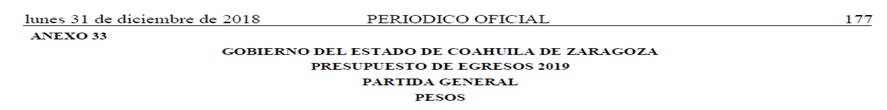 lunes 31 de diciembre de 2018 PERIODICO OFICIAL 177
ANEXO 33
GOBIERNO DEL ESTADO DE COAHUILA DE ZARAGOZA
PRESUPUESTO DE EGRESOS 2019
PARTIDA GENERAL
PESOS